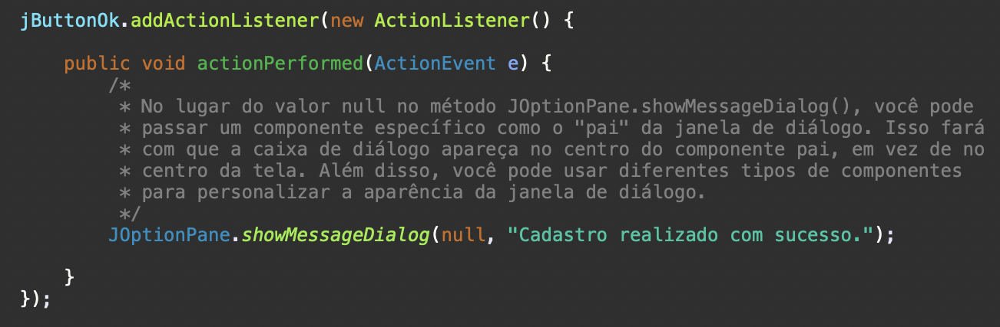 jButtonOk.addActionListener(new ActionListener() {
public void actionPerformed(ActionEvent e) {
/*
* No lugar do valor null no método JOptionPane.showMessageDialog(), você pode
* passar um componente específico como o "pai" da janela de diálogo. Isso fará
* com que a caixa de diálogo apareça no centro do componente pai, em vez de no
* centro da tela. Além disso, você pode usar diferentes tipos de componentes
* para personalizar a aparência da janela de diálogo.
*/
JOptionPane.showMessageDialog(null, "Cadastro realizado com sucesso.");
}
});